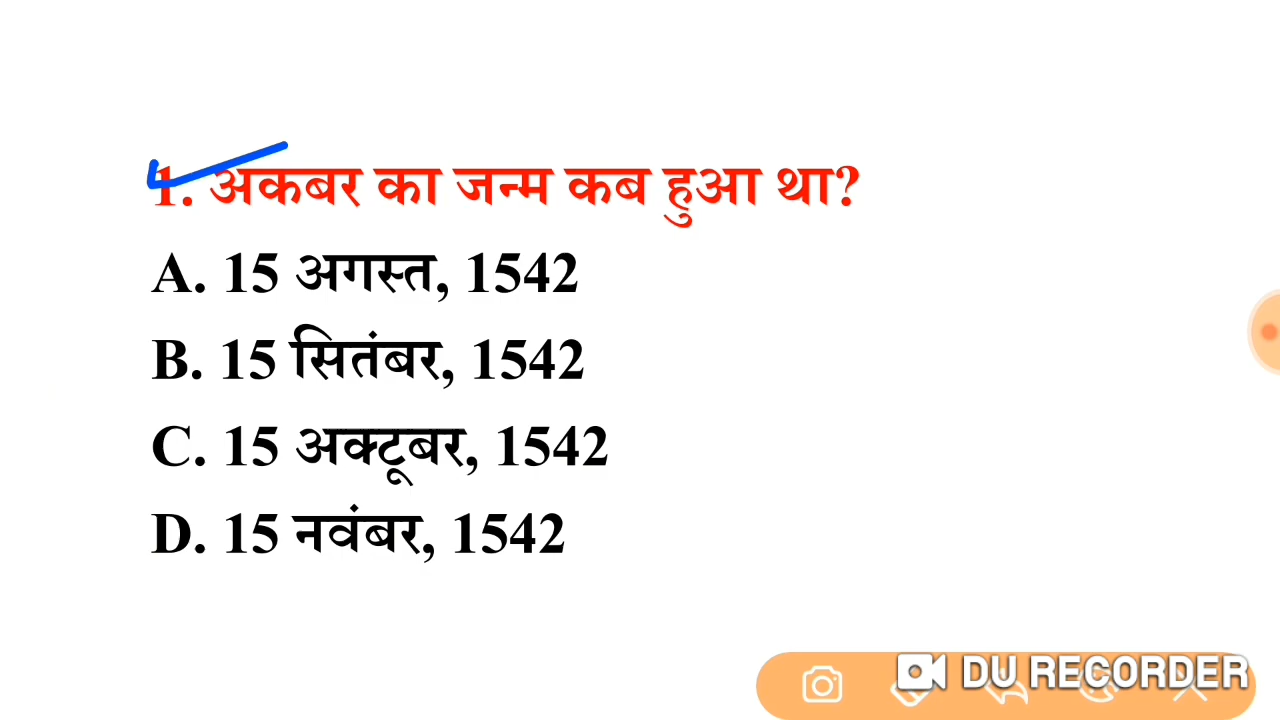 1. अकबर का जन्म कब हुआ था?
A. 15 अगस्त, 1542
B. 15 सितंबर, 1542
C. 15 अक्टूबर, 1542
D. 15 नवंबर, 1542
DU RECORDER